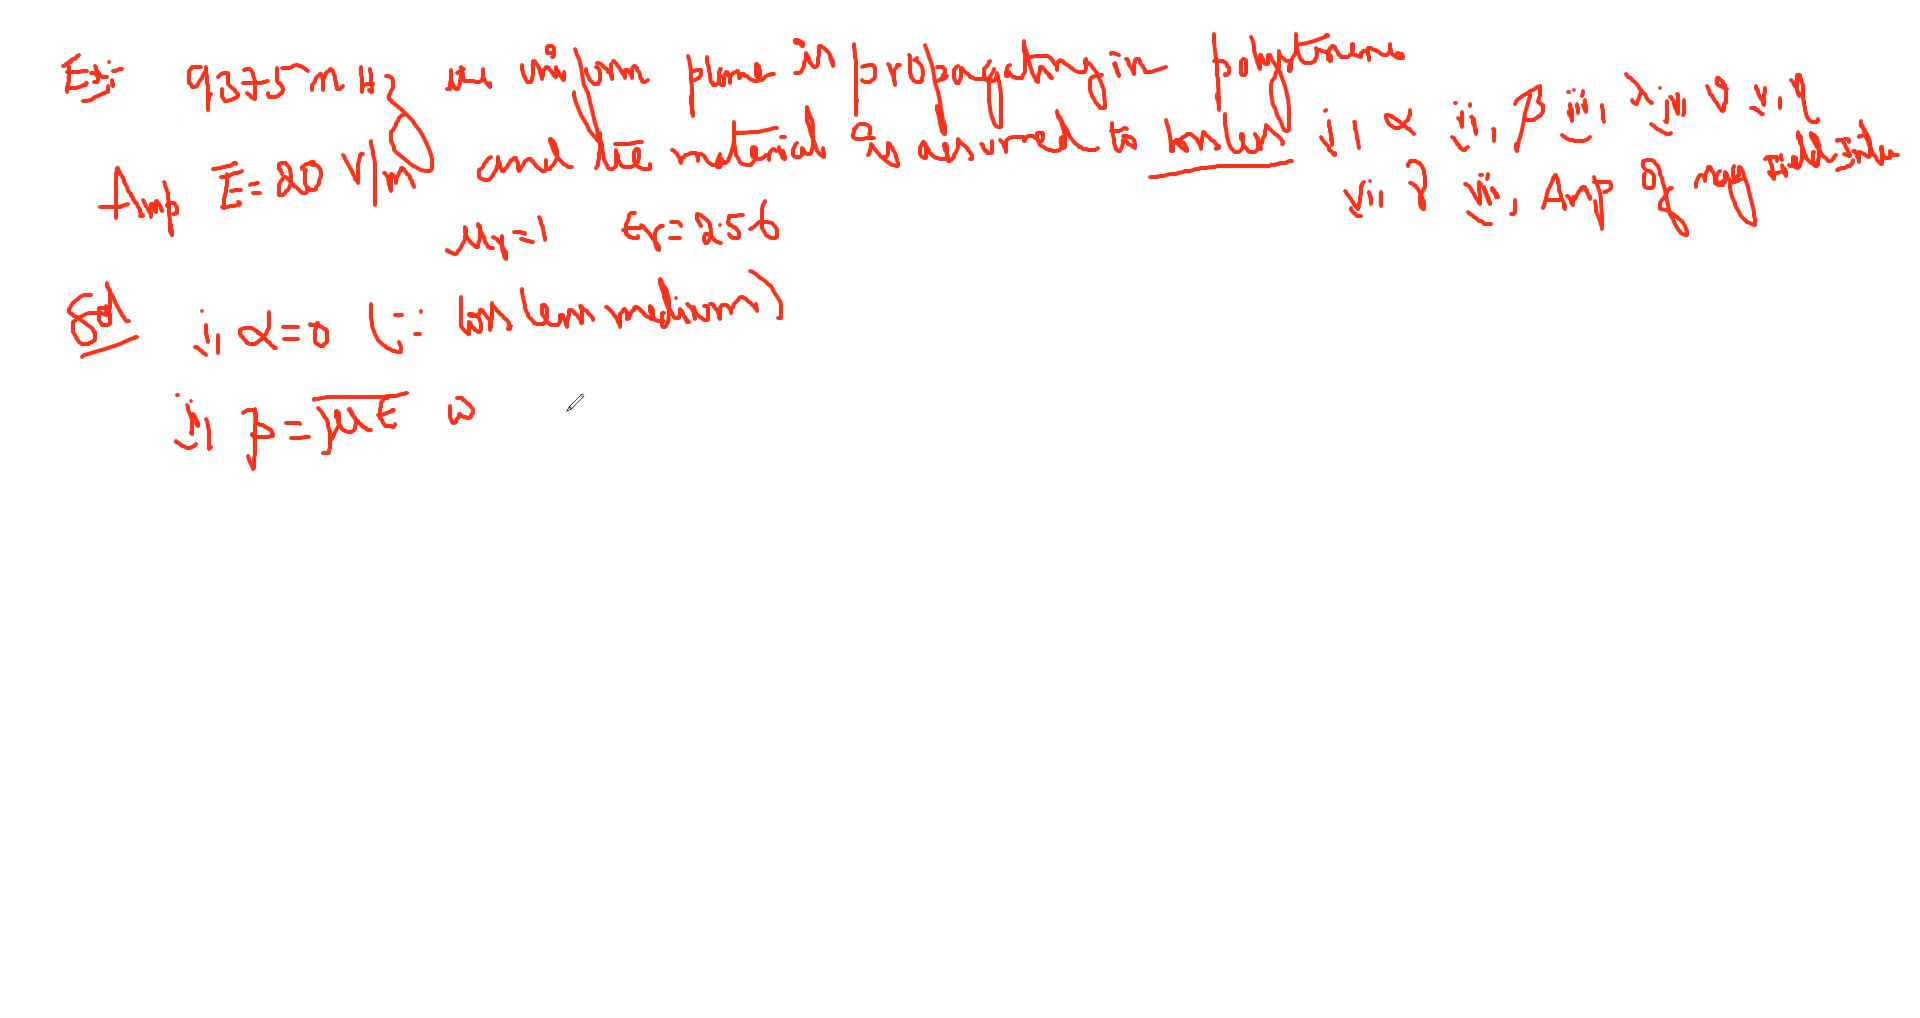 Ex:- 9375 MHz the uniform plane is propagating in polystrene
Amp E = 20 V/m and the material is assumed to lossless i, α ii, β iii, λ iv, v v, η
μr=1 εr=2.56 vi, γ vii, Amp of mag Field Inte
Sol i, α=0 (∵ lossless medium)
ii, β = √με ω